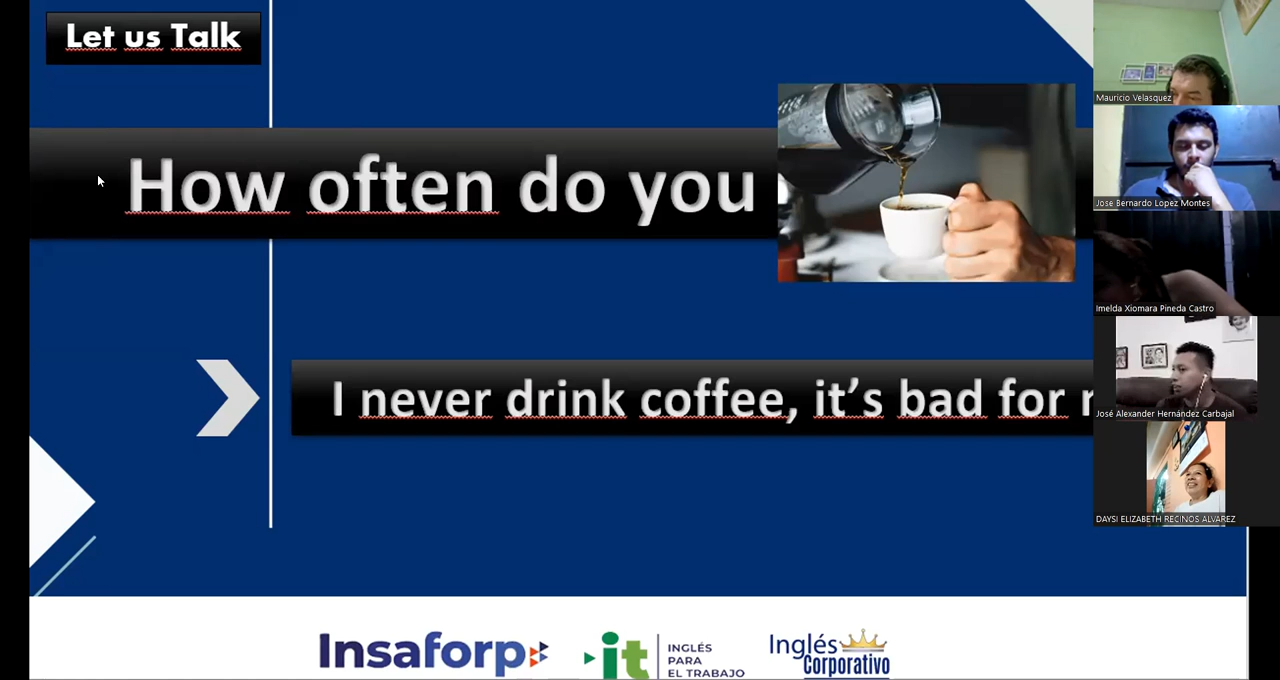 Let us Talk
How often do you
I never drink coffee, it's bad for
Mauricio Velasquez
Jose Bernardo Lopez Montes
Imelda Xiomara Pineda Castro
José Alexander Hernández Carbajal
DAYSI ELIZABETH RECINOS ALVAREZ
Insaforp
it
INGLÉS
PARA
EL TRABAJO
Inglés
Corporativo